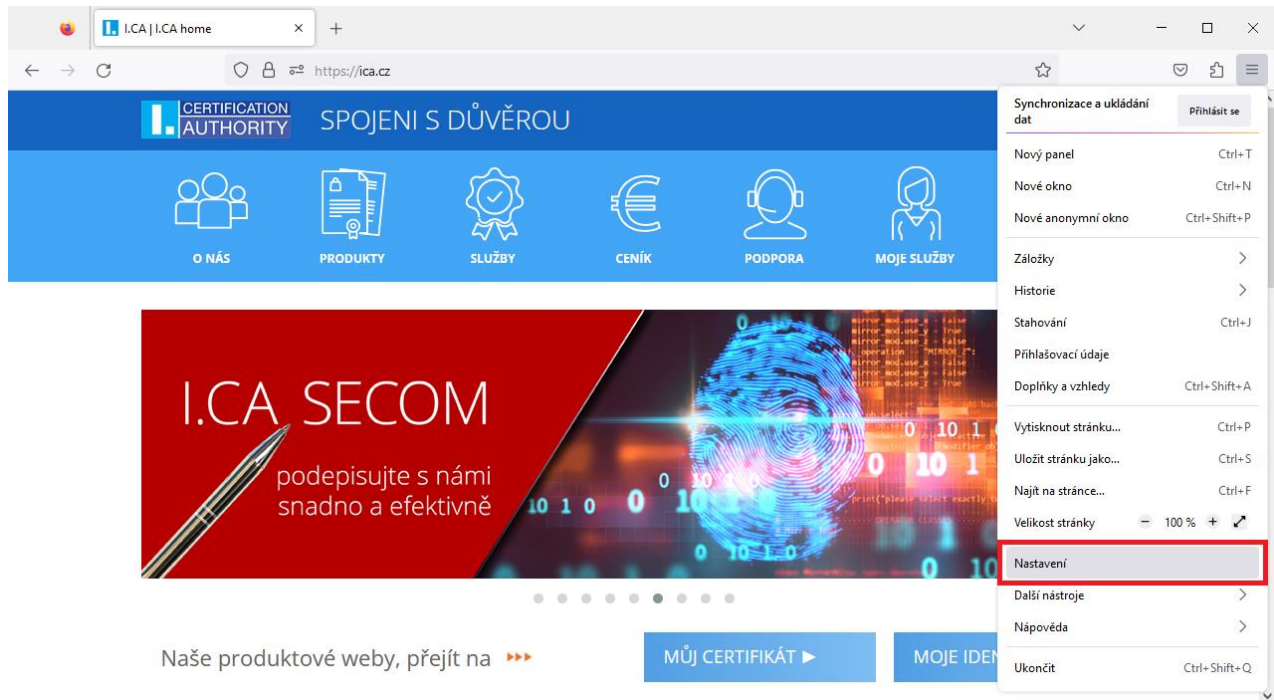 I.CA | I.CA home
https://ica.cz
CERTIFICATION
AUTHORITY
SPOJENI S DŮVĚROU
O NÁS
PRODUKTY
SLUŽBY
CENÍK
PODPORA
MOJE SLUŽBY
I.CA SECOM
podepisujte s námi
snadno a efektivně
Naše produktové weby, přejít na
MŮJ CERTIFIKÁT
MOJE
Synchronizace a ukládání
dat
Přihlásit se
Nový panel Ctrl+T
Nové okno Ctrl+N
Nové anonymní okno Ctrl+Shift+P
Záložky
Historie
Stahování Ctrl+J
Přihlašovací údaje
Doplňky a vzhledy Ctrl+Shift+A
Vytisknout stránku... Ctrl+P
Uložit stránku jako... Ctrl+S
Najít na stránce... Ctrl+F
Velikost stránky − 100 % +
Nastavení
Další nástroje
Nápověda
Ukončit Ctrl+Shift+Q